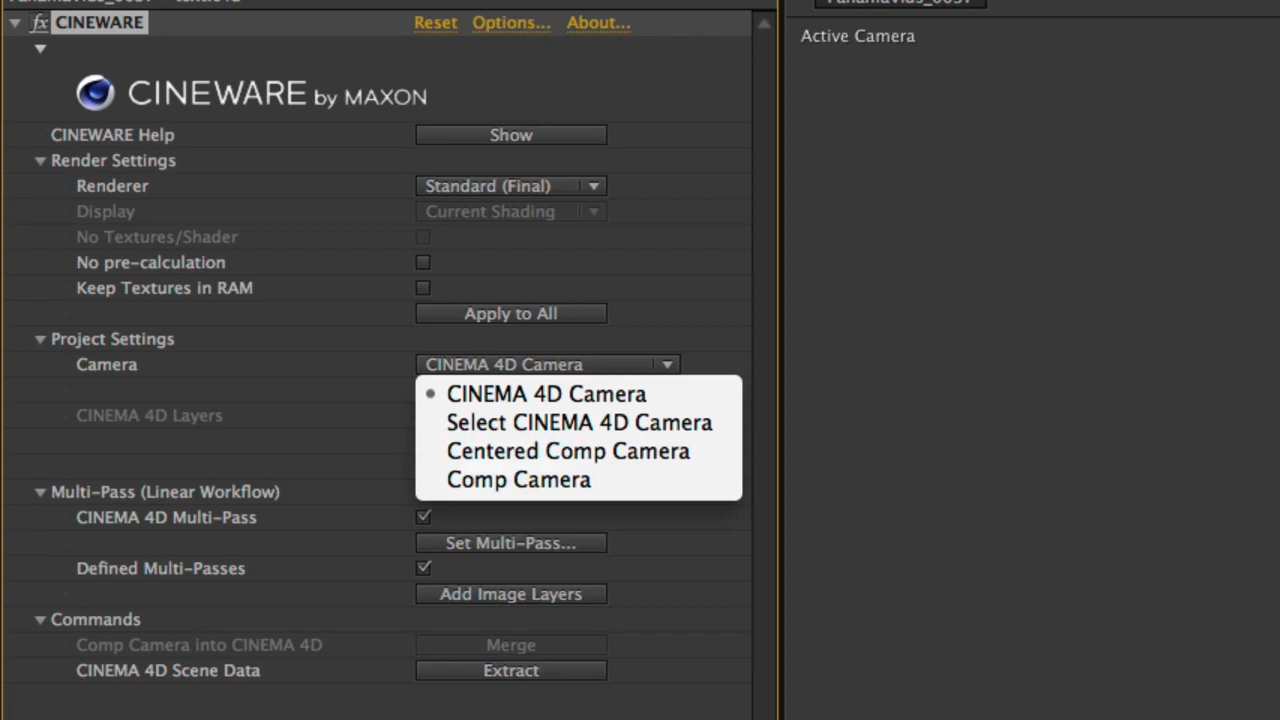 fx CINEWARE Reset Options... About...
Active Camera
CINEWARE by MAXON
CINEWARE Help Show
Render Settings
Renderer Standard (Final)
Display Current Shading
No Textures/Shader
No pre-calculation
Keep Textures in RAM
Apply to All
Project Settings
Camera CINEMA 4D Camera
CINEMA 4D Camera
CINEMA 4D Layers
Select CINEMA 4D Camera
Centered Comp Camera
Comp Camera
Multi-Pass (Linear Workflow)
CINEMA 4D Multi-Pass
Set Multi-Pass...
Defined Multi-Passes
Add Image Layers
Commands
Comp Camera into CINEMA 4D Merge
CINEMA 4D Scene Data Extract